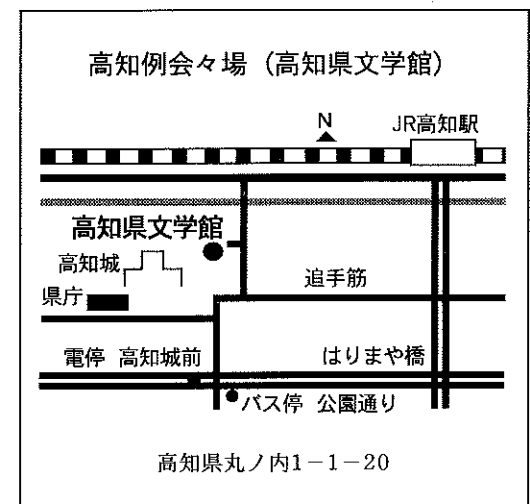 高知例会々場（高知県文学館）
N
JR高知駅
高知県文学館
高知城
追手筋
県庁
電停 高知城前
はりまや橋
バス停 公園通り
高知県丸ノ内1－1－20